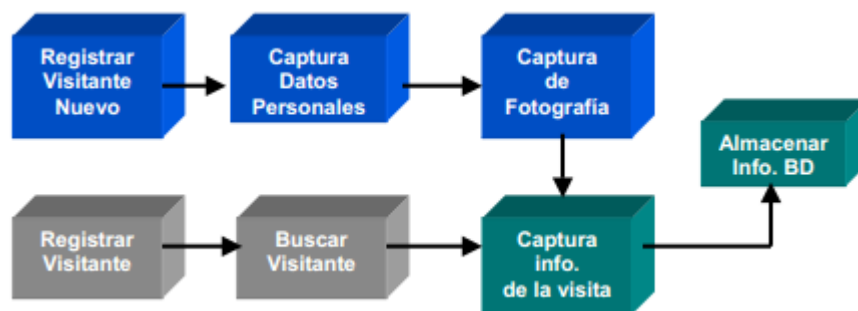 Registrar
Visitante
Nuevo
Captura
Datos
Personales
Captura
de
Fotografía
Almacenar
Info. BD
Registrar
Visitante
Buscar
Visitante
Captura
info.
de la visita